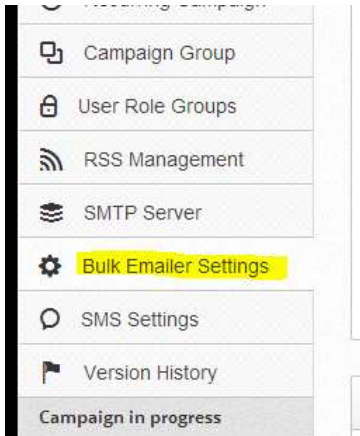 Campaign Group
User Role Groups
RSS Management
SMTP Server
Bulk Emailer Settings
SMS Settings
Version History
Campaign in progress